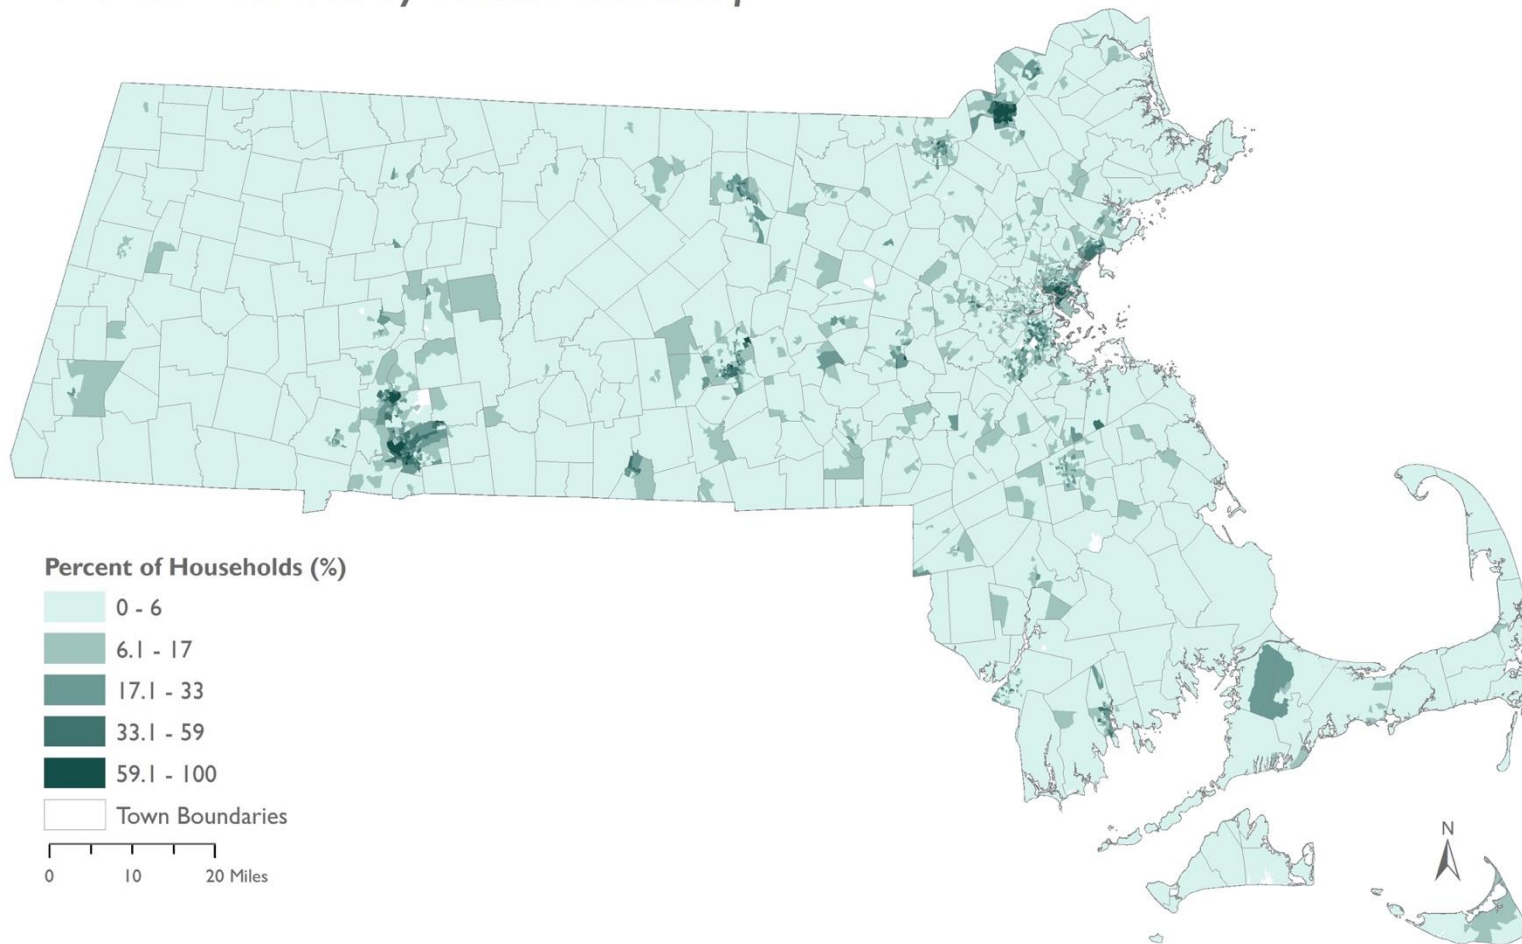 Percent of Households (%)
0 - 6
6.1 - 17
17.1 - 33
33.1 - 59
59.1 - 100
Town Boundaries
0 10 20 Miles
N